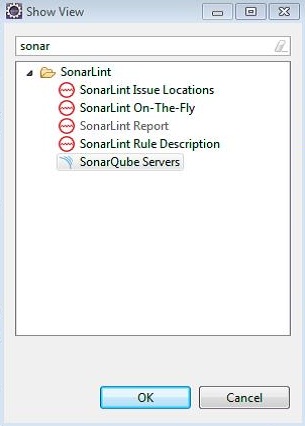 Show View
sonar
SonarLint
SonarLint Issue Locations
SonarLint On-The-Fly
SonarLint Report
SonarLint Rule Description
SonarQube Servers
OK
Cancel